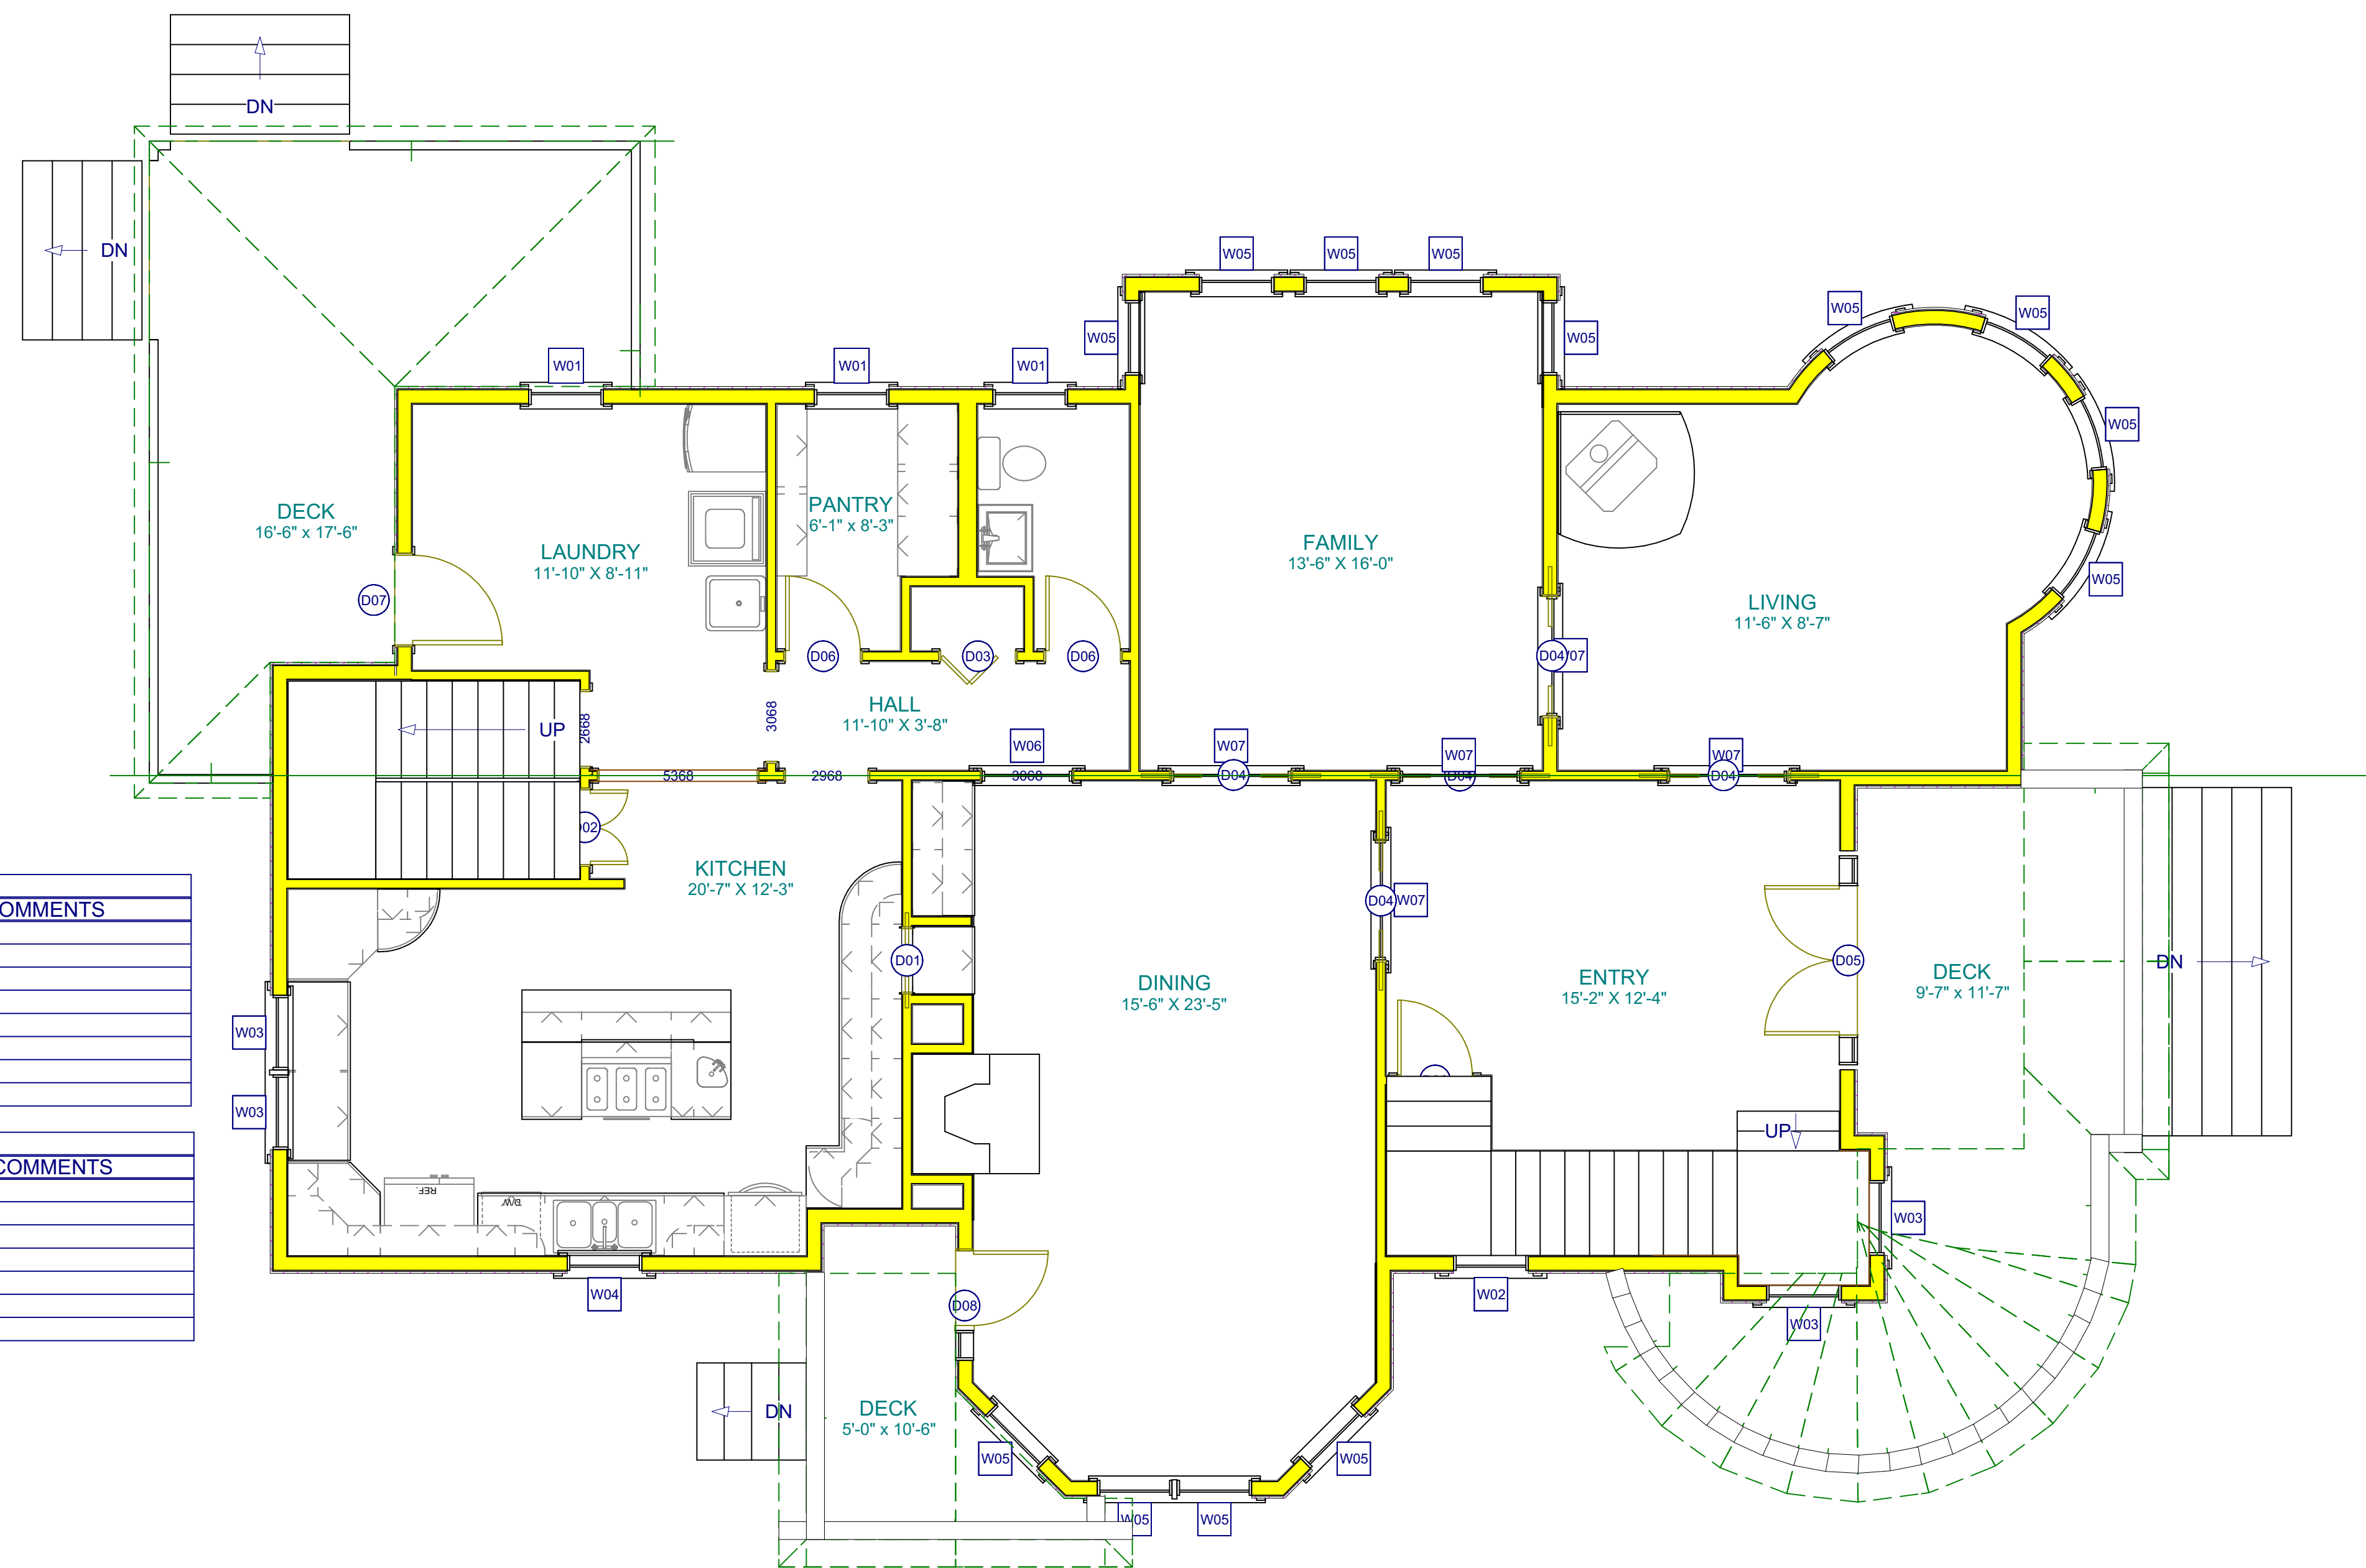 DN
DN
W05
W05
W05
W05
W05
W05
W05
W01
W01
W01
W05
DECK
16'-6" x 17'-6"
PANTRY
6'-1" x 8'-3"
LAUNDRY
11'-10" X 8'-11"
FAMILY
13'-6" X 16'-0"
W05
D07
LIVING
11'-6" X 8'-7"
D06
D03
D06
D04
HALL
11'-10" X 3'-8"
UP
2668
3068
W06
W07
W07
W07
5368
2968
3068
D04
D04
KITCHEN
20'-7" X 12'-3"
D04
W07
D01
D05
DINING
15'-6" X 23'-5"
ENTRY
15'-2" X 12'-4"
DECK
9'-7" x 11'-7"
DN
W03
W03
UP
REF.
D/W
W03
W04
D08
W02
W03
DECK
5'-0" x 10'-6"
DN
W05
W05
W05
W05